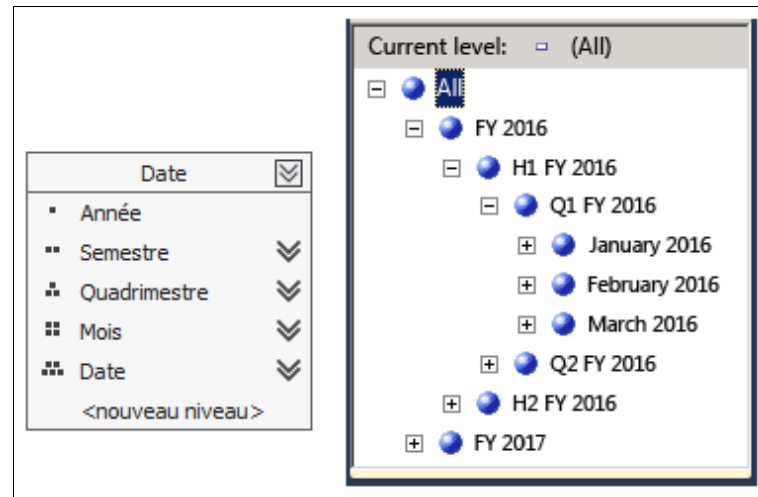 Date
Année
Semestre
Quadrimestre
Mois
Date
<nouveau niveau>
Current level: (All)
All
FY 2016
H1 FY 2016
Q1 FY 2016
January 2016
February 2016
March 2016
Q2 FY 2016
H2 FY 2016
FY 2017